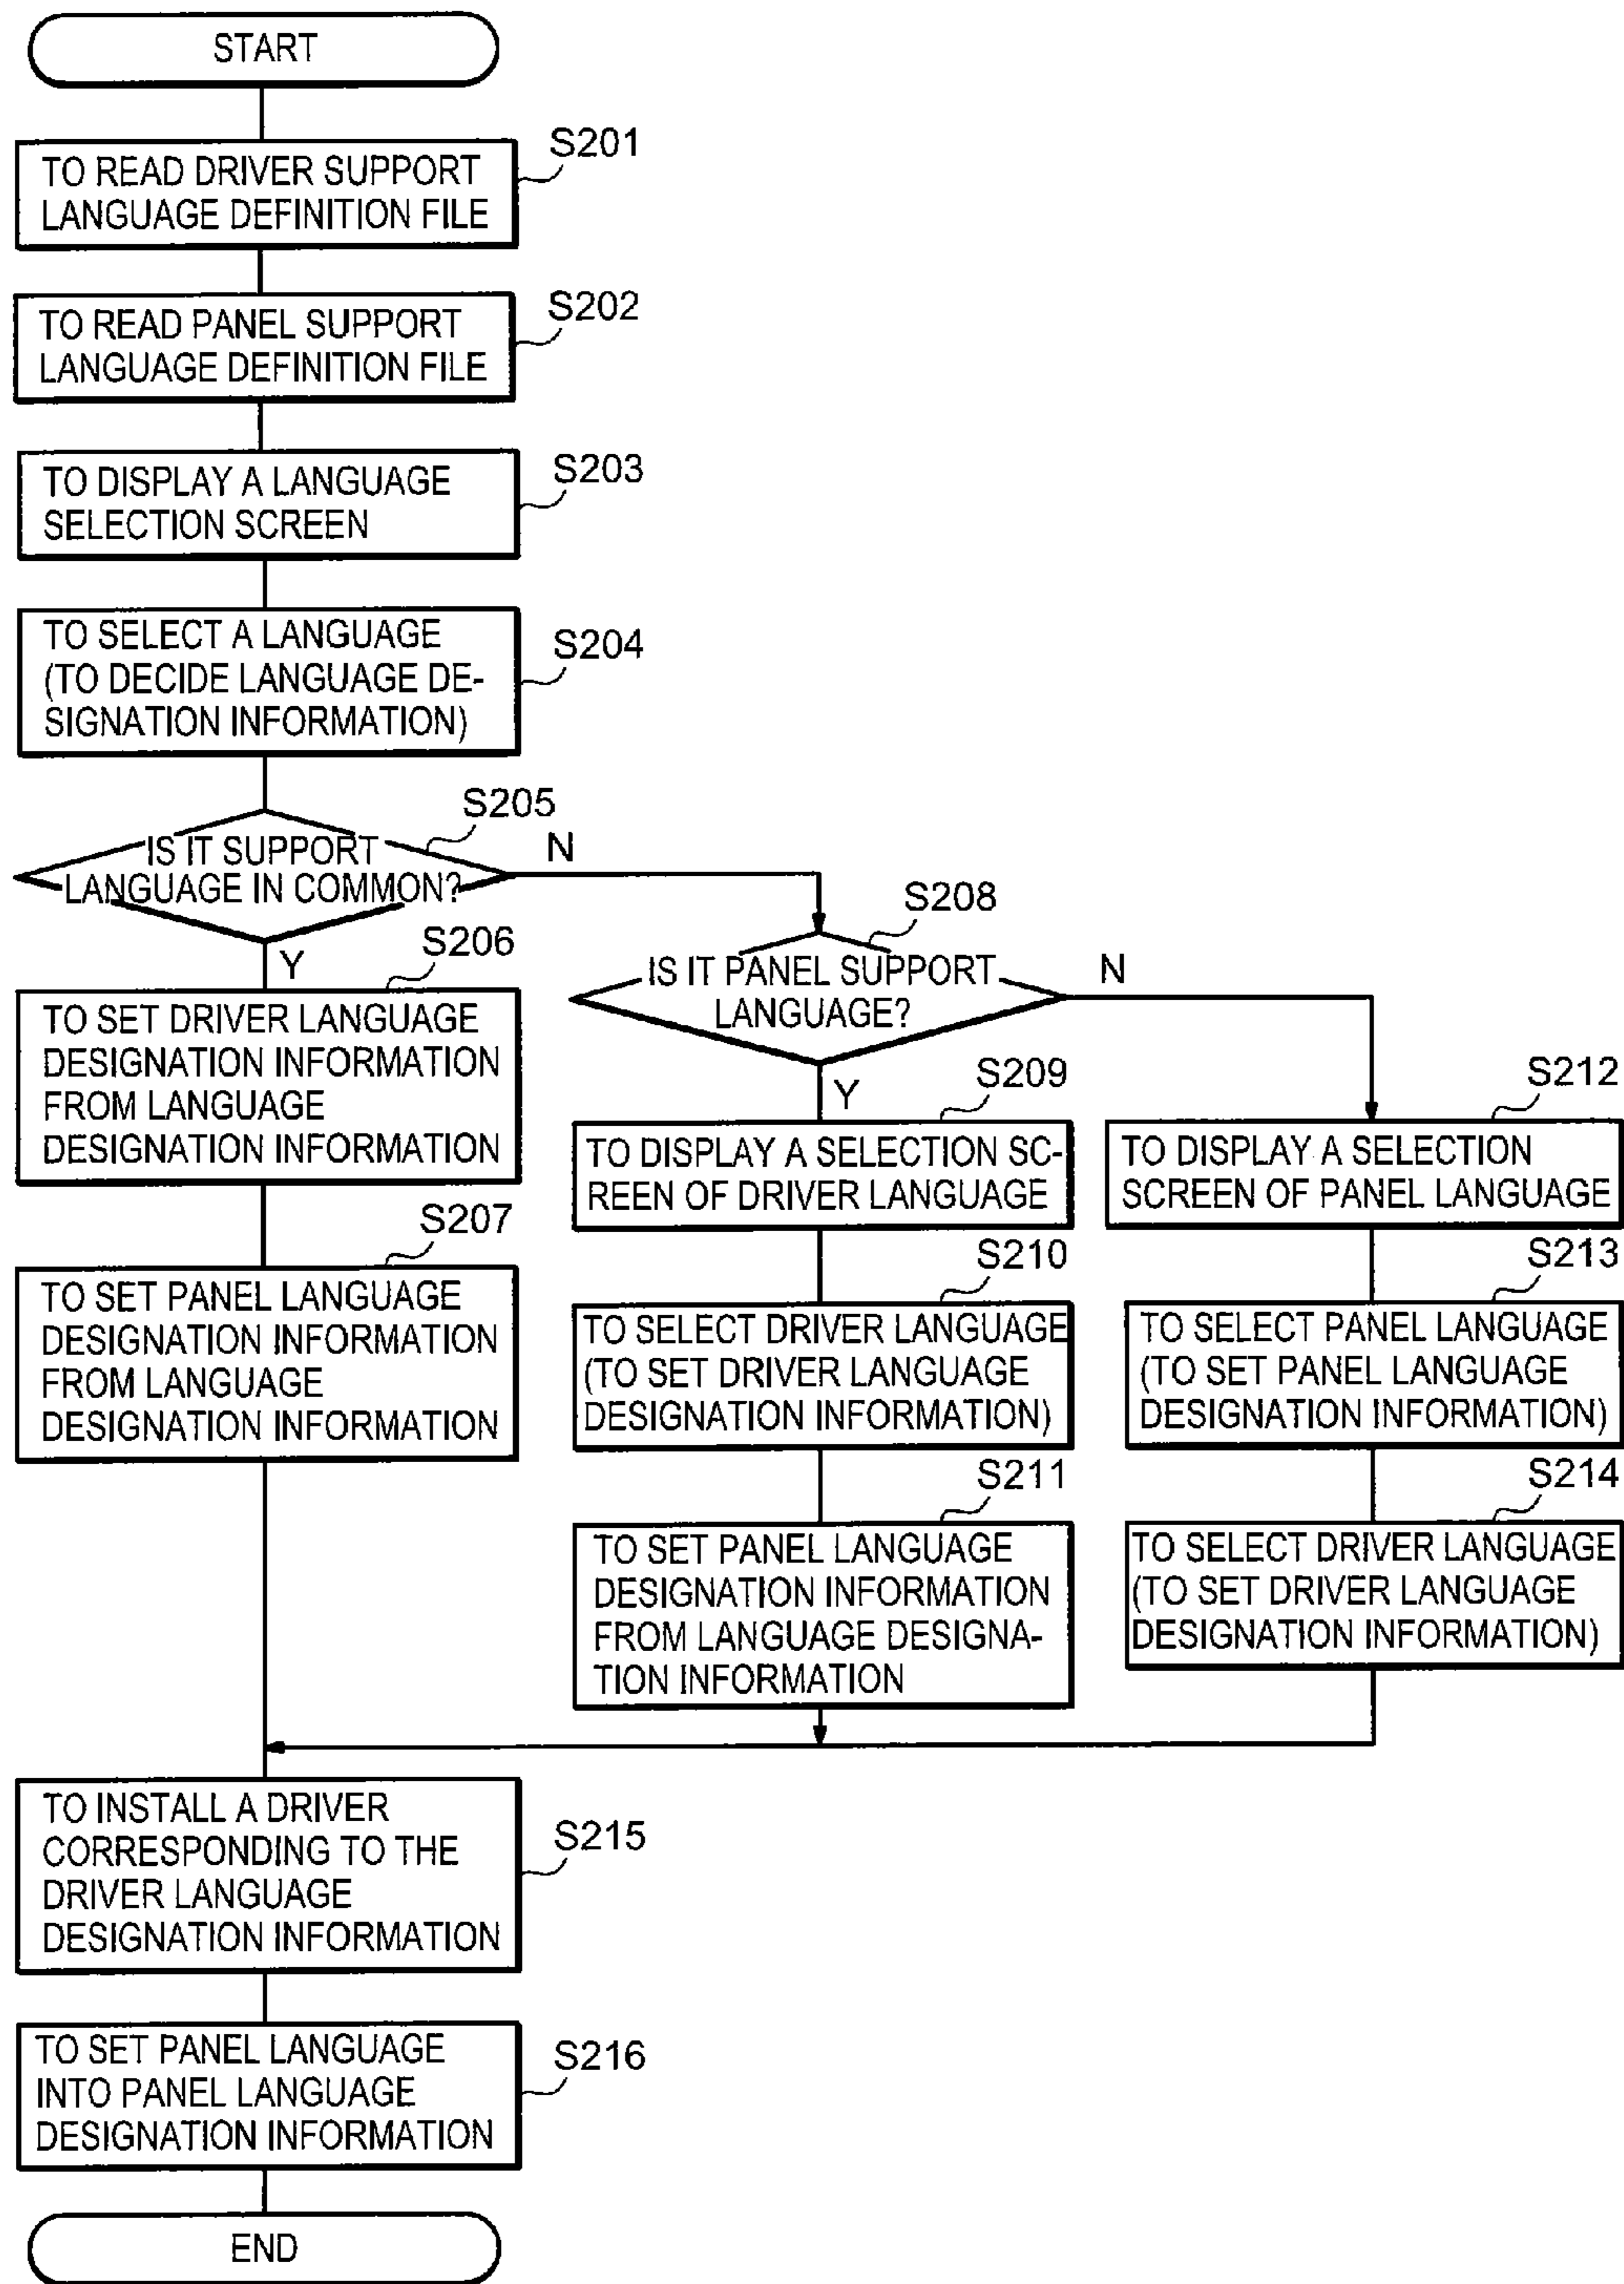 START
S201
TO READ DRIVER SUPPORT
LANGUAGE DEFINITION FILE
S202
TO READ PANEL SUPPORT
LANGUAGE DEFINITION FILE
S203
TO DISPLAY A LANGUAGE
SELECTION SCREEN
S204
TO SELECT A LANGUAGE
(TO DECIDE LANGUAGE DE-
SIGNATION INFORMATION)
S205
IS IT SUPPORT
LANGUAGE IN COMMON?
N
Y
S206
TO SET DRIVER LANGUAGE
DESIGNATION INFORMATION
FROM LANGUAGE
DESIGNATION INFORMATION
S207
TO SET PANEL LANGUAGE
DESIGNATION INFORMATION
FROM LANGUAGE
DESIGNATION INFORMATION
S208
IS IT PANEL SUPPORT
LANGUAGE?
N
Y
S209
TO DISPLAY A SELECTION SC-
REEN OF DRIVER LANGUAGE
S210
TO SELECT DRIVER LANGUAGE
(TO SET DRIVER LANGUAGE
DESIGNATION INFORMATION)
S211
TO SET PANEL LANGUAGE
DESIGNATION INFORMATION
FROM LANGUAGE DESIGNA-
TION INFORMATION
S212
TO DISPLAY A SELECTION
SCREEN OF PANEL LANGUAGE
S213
TO SELECT PANEL LANGUAGE
(TO SET PANEL LANGUAGE
DESIGNATION INFORMATION)
S214
TO SELECT DRIVER LANGUAGE
(TO SET DRIVER LANGUAGE
DESIGNATION INFORMATION)
S215
TO INSTALL A DRIVER
CORRESPONDING TO THE
DRIVER LANGUAGE
DESIGNATION INFORMATION
S216
TO SET PANEL LANGUAGE
INTO PANEL LANGUAGE
DESIGNATION INFORMATION
END